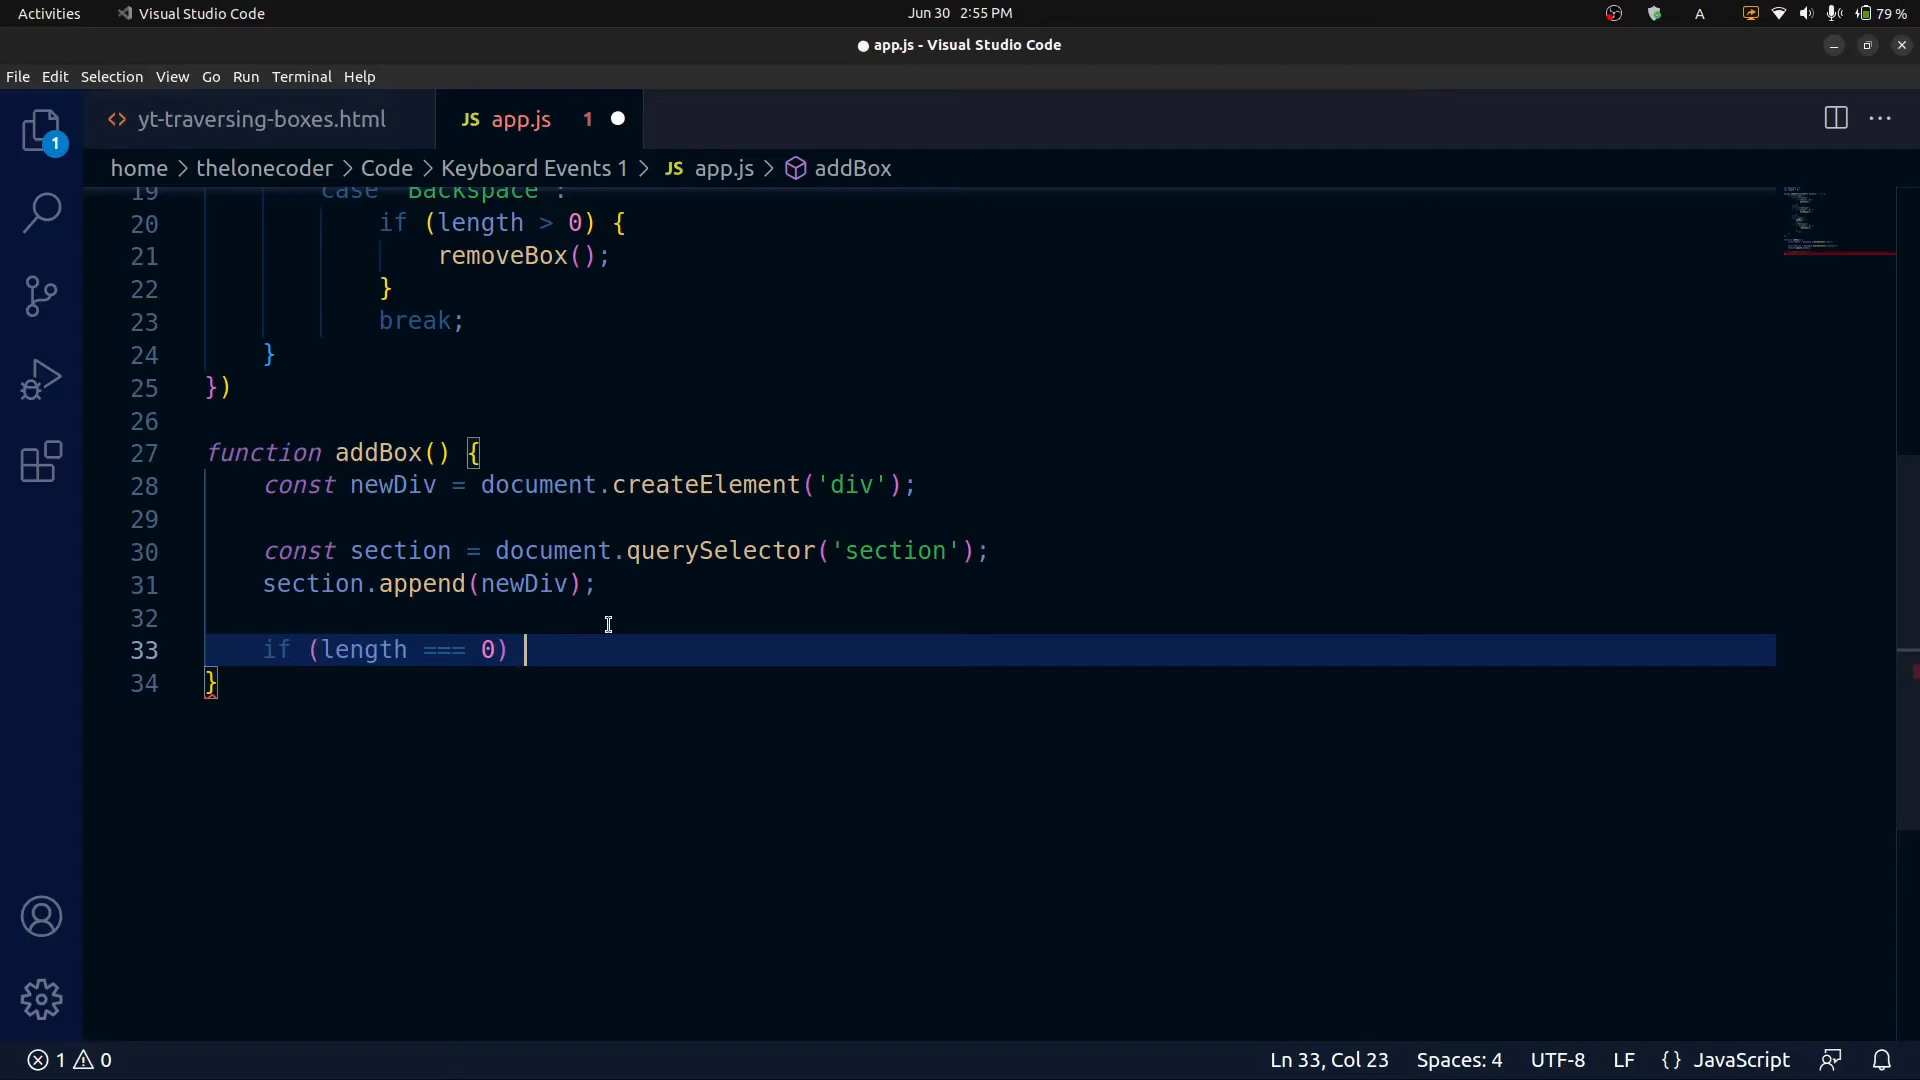 Activities Visual Studio Code Jun 30 2:55 PM A 79 %
app.js - Visual Studio Code
File Edit Selection View Go Run Terminal Help
1 <> yt-traversing-boxes.html JS app.js 1
home > thelonecoder > Code > Keyboard Events 1 > JS app.js > addBox
19 case "Backspace":
20 if (length > 0) {
21 removeBox();
22 }
23 break;
24 }
25 })
26
27 function addBox() {
28 const newDiv = document.createElement('div');
29
30 const section = document.querySelector('section');
31 section.append(newDiv);
32
33 if (length === 0)
34 }
1 0 Ln 33, Col 23 Spaces: 4 UTF-8 LF {} JavaScript